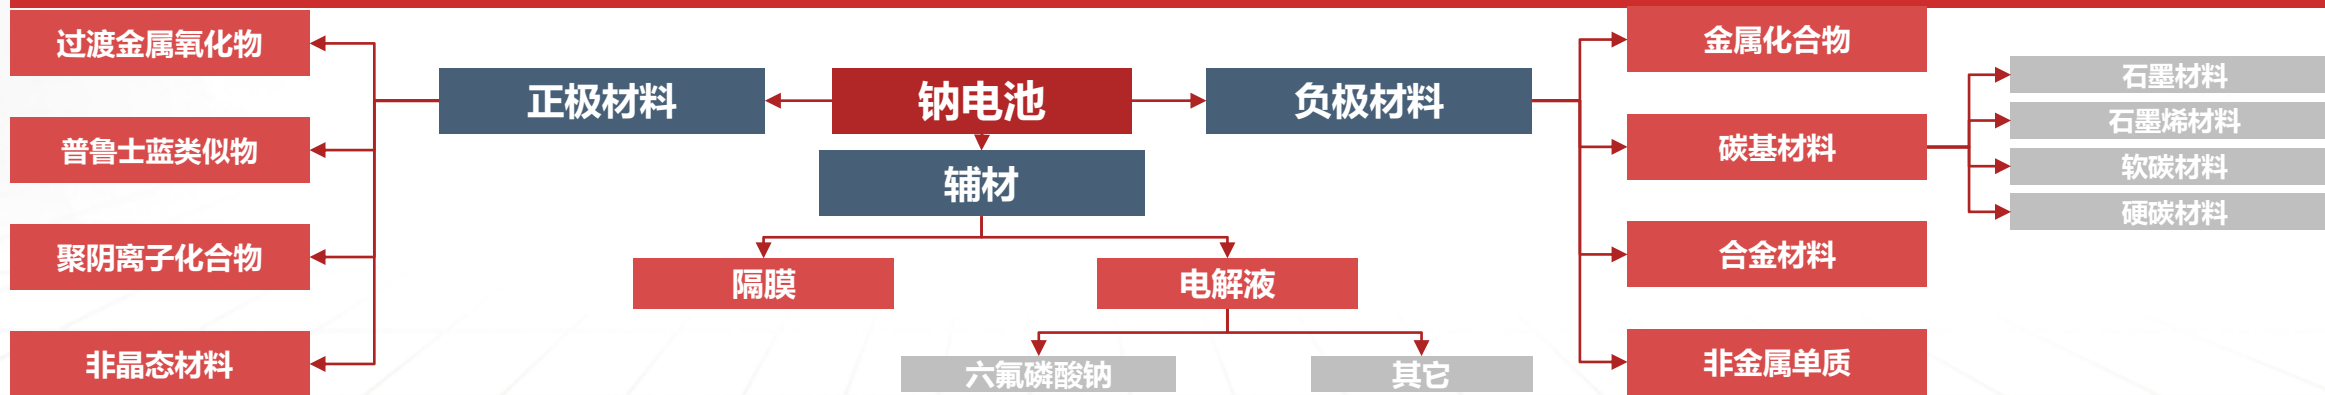 过渡金属氧化物
普鲁士蓝类似物
聚阴离子化合物
非晶态材料
正极材料
钠电池
负极材料
辅材
隔膜
电解液
六氟磷酸钠
其它
金属化合物
碳基材料
合金材料
非金属单质
石墨材料
石墨烯材料
软碳材料
硬碳材料